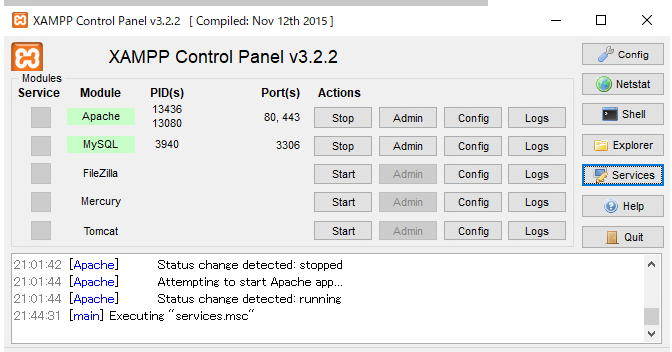 XAMPP Control Panel v3.2.2 [ Compiled: Nov 12th 2015 ]
XAMPP Control Panel v3.2.2
Config
Modules
Service Module PID(s) Port(s) Actions
Netstat
Apache 13436 13080 80, 443 Stop Admin Config Logs
Shell
MySQL 3940 3306 Stop Admin Config Logs
Explorer
FileZilla Start Admin Config Logs
Services
Mercury Start Admin Config Logs
Help
Tomcat Start Admin Config Logs
Quit
21:01:42 [Apache] Status change detected: stopped
21:01:44 [Apache] Attempting to start Apache app...
21:01:44 [Apache] Status change detected: running
21:44:31 [main] Executing "services.msc"